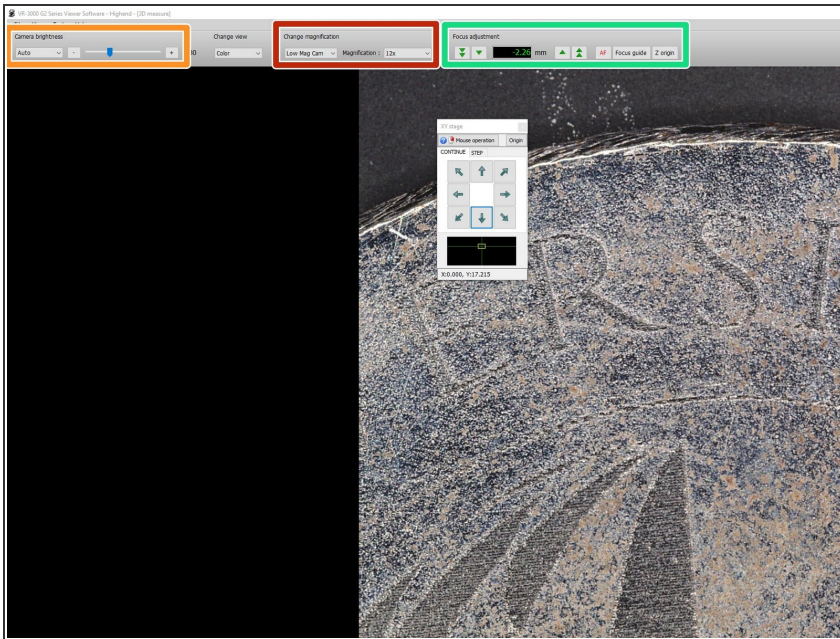 VR-3000 G2 Series Viewer Software - Highend - [3D measure]
Camera brightness
Change view
Change magnification
Focus adjustment
Auto - + Color Low Mag Cam Magnification : 12x -2.26 mm AF Focus guide Z origin
XY stage
? Mouse operation Origin
CONTINUE STEP
X:0.000, Y:17.215
ERSI